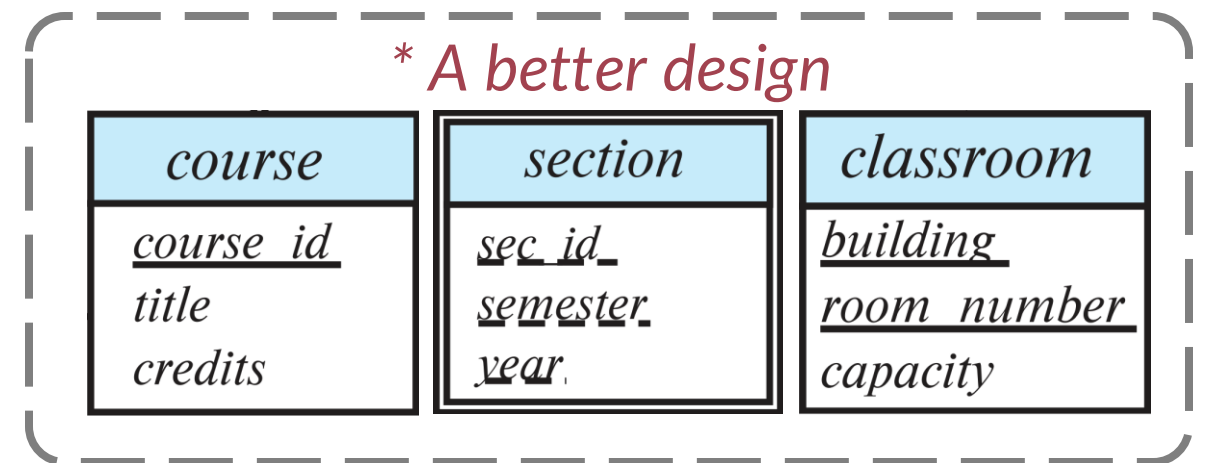 * A better design
course
course_id
title
credits
section
sec_id
semester
year
classroom
building
room_number
capacity